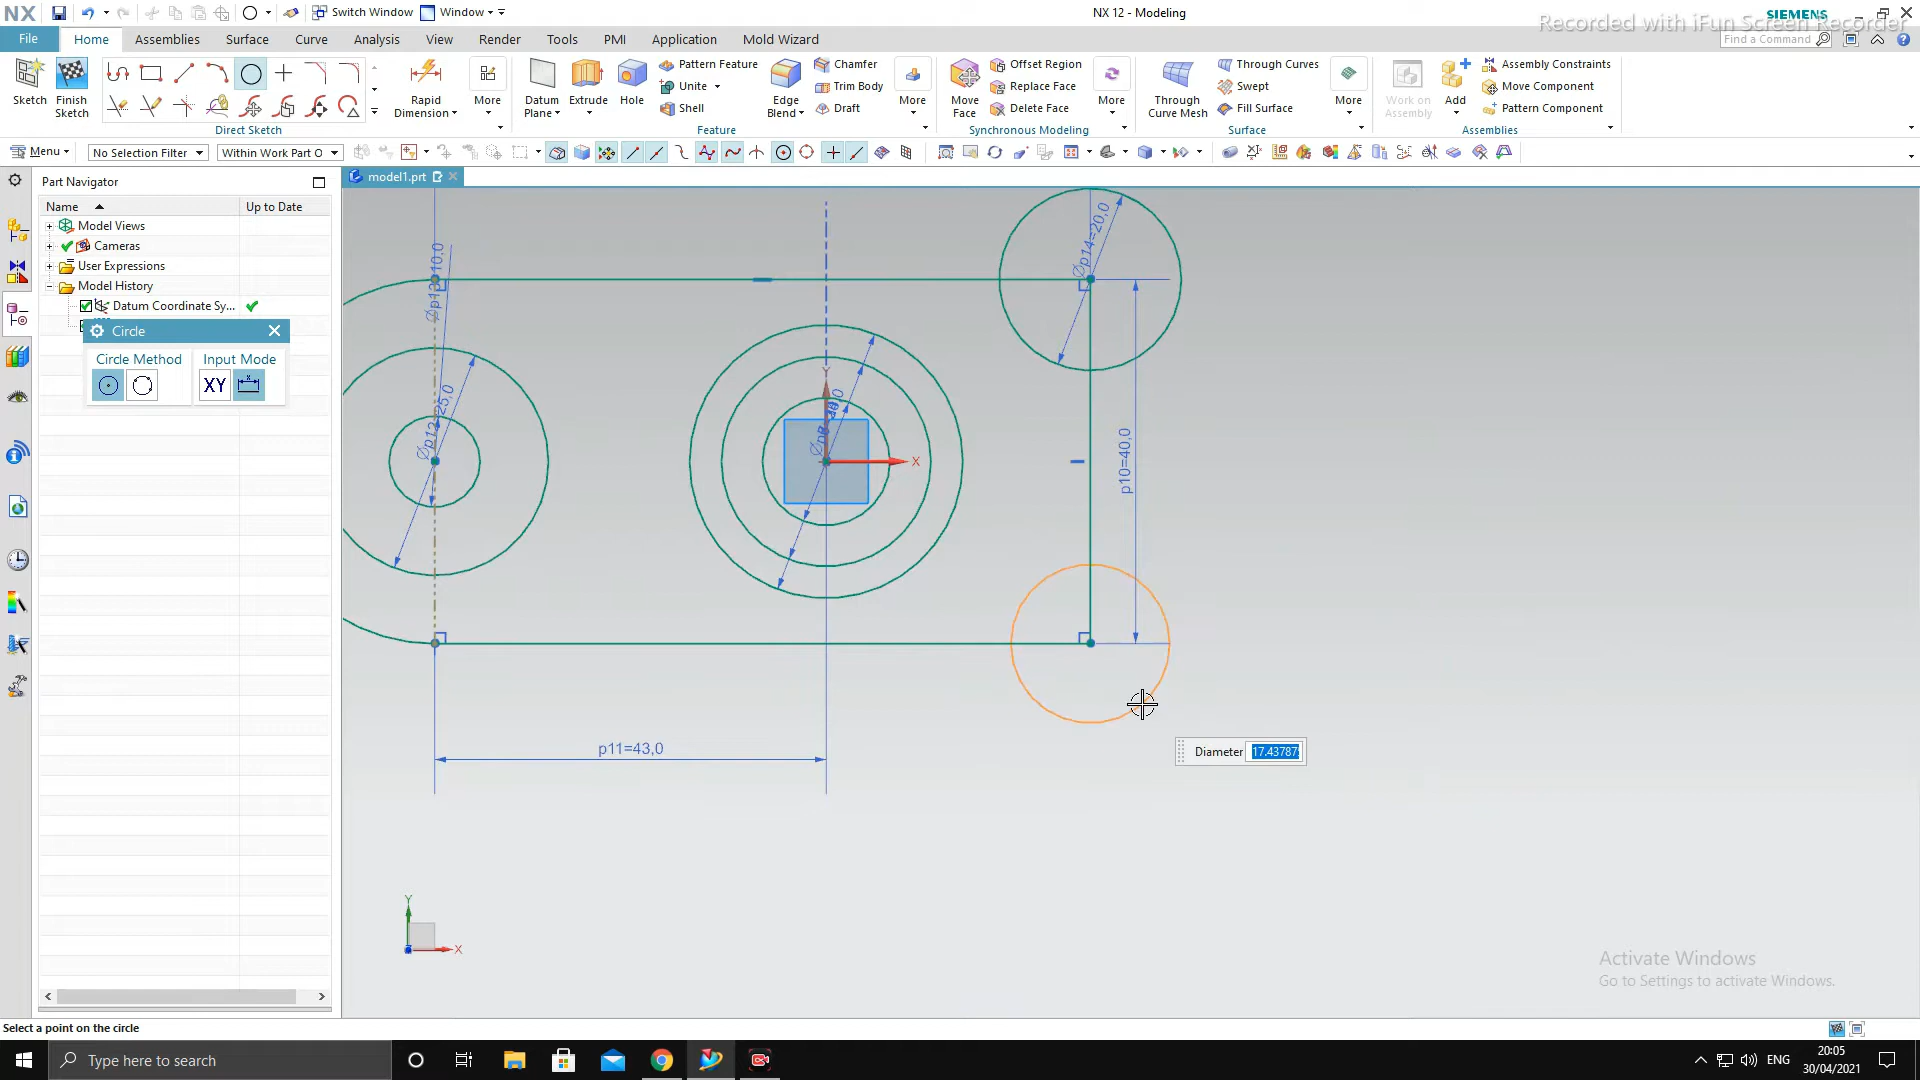 NX
Switch Window
Window
NX 12 - Modeling
SIEMENS
Recorded with iFun Screen Recorder
File
Home
Assemblies
Surface
Curve
Analysis
View
Render
Tools
PMI
Application
Mold Wizard
Find a Command
Sketch
Finish Sketch
Direct Sketch
Rapid Dimension
More
Datum Plane
Extrude
Hole
Pattern Feature
Unite
Shell
Edge Blend
Chamfer
Trim Body
Draft
More
Feature
Move Face
Offset Region
Replace Face
Delete Face
More
Synchronous Modeling
Through Curve Mesh
Through Curves
Swept
Fill Surface
More
Surface
Work on Assembly
Add
Assembly Constraints
Move Component
Pattern Component
Assemblies
Menu
No Selection Filter
Within Work Part O
Part Navigator
model1.prt
Name
Up to Date
Model Views
Cameras
User Expressions
Model History
Datum Coordinate Sy...
Circle
Circle Method
Input Mode
XY
Øp14=20,0
p10=40,0
p11=43,0
Y
X
Diameter
17.43787
Y
X
Activate Windows
Go to Settings to activate Windows.
Select a point on the circle
Type here to search
ENG
20:05
30/04/2021